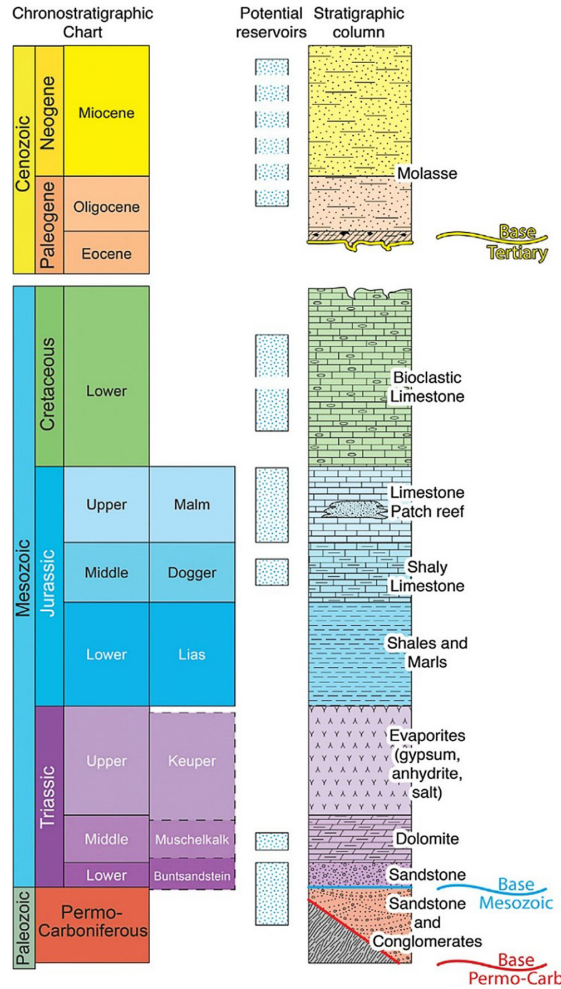 Chronostratigraphic
Chart
Potential
reservoirs
Stratigraphic
column
Cenozoic
Neogene
Miocene
Molasse
Paleogene
Oligocene
Eocene
Base
Tertiary
Mesozoic
Cretaceous
Lower
Bioclastic
Limestone
Jurassic
Upper
Malm
Limestone
Patch reef
Middle
Dogger
Shaly
Limestone
Lower
Lias
Shales and
Marls
Triassic
Upper
Keuper
Evaporites
(gypsum,
anhydrite,
salt)
Middle
Muschelkalk
Dolomite
Lower
Buntsandstein
Sandstone
Base
Mesozoic
Paleozoic
Permo-
Carboniferous
Sandstone
and
Conglomerates
Base
Permo-Carb